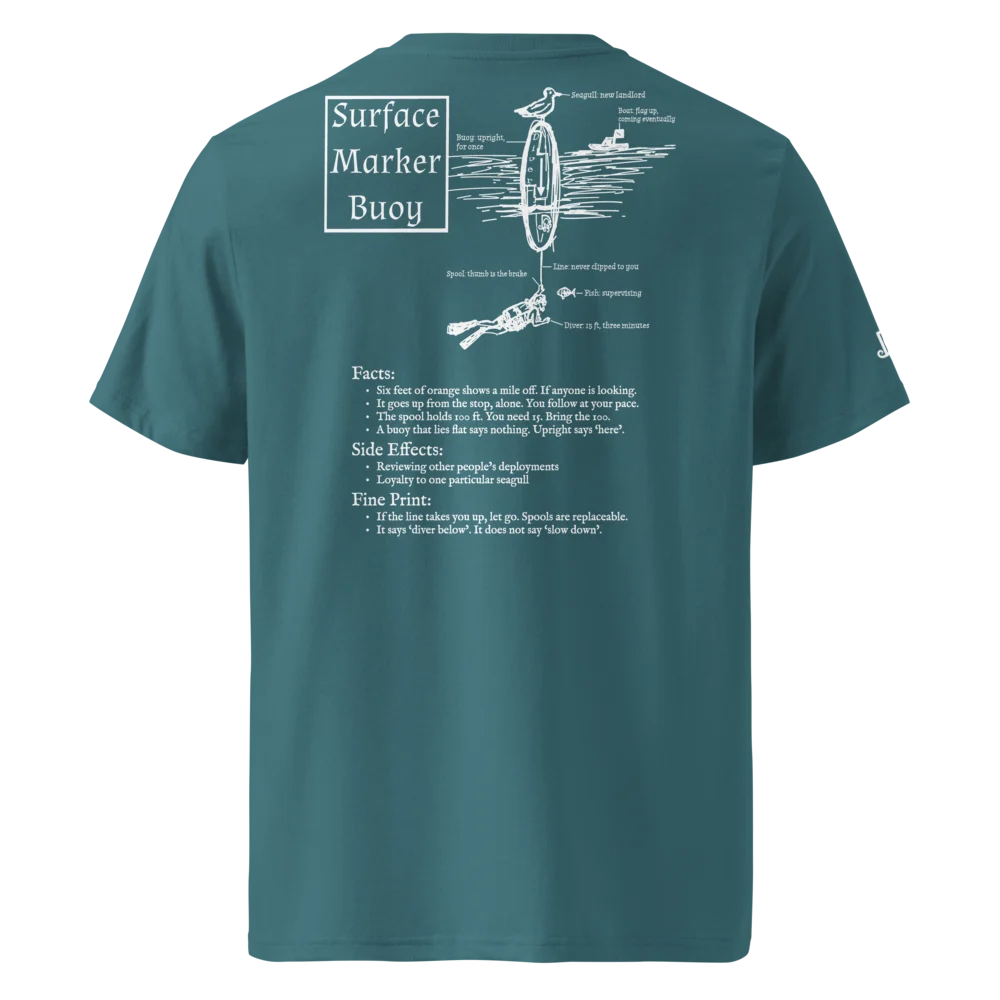 Surface
Marker
Buoy
Seagull: new landlord
Boat: flag up,
coming eventually
Buoy: upright,
for once
Line: never clipped to you
Spool: thumb is the brake
Fish: supervising
Diver: 15 ft, three minutes
Facts:
• Six feet of orange shows a mile off. If anyone is looking.
• It goes up from the stop, alone. You follow at your pace.
• The spool holds 100 ft. You need 15. Bring the 100.
• A buoy that lies flat says nothing. Upright says ‘here’.
Side Effects:
• Reviewing other people’s deployments
• Loyalty to one particular seagull
Fine Print:
• If the line takes you up, let go. Spools are replaceable.
• It says ‘diver below’. It does not say ‘slow down’.